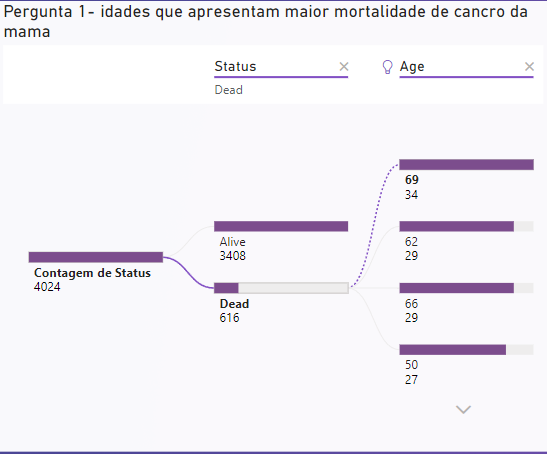 Pergunta 1- idades que apresentam maior mortalidade de cancro da
mama
Status
Age
Dead
69
34
Alive
3408
62
29
Contagem de Status
4024
Dead
616
66
29
50
27